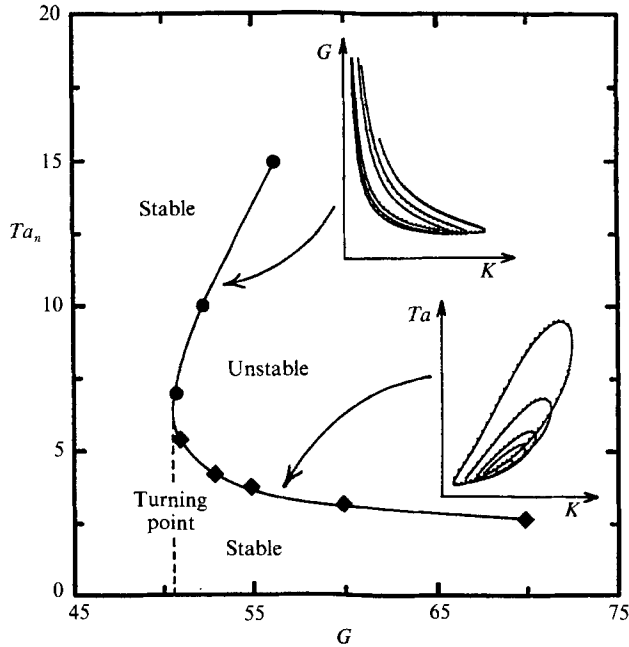 20
G
15
Stable
Ta_n
K
10
Ta
Unstable
5
Turning
point
K
Stable
0
45
55
65
75
G